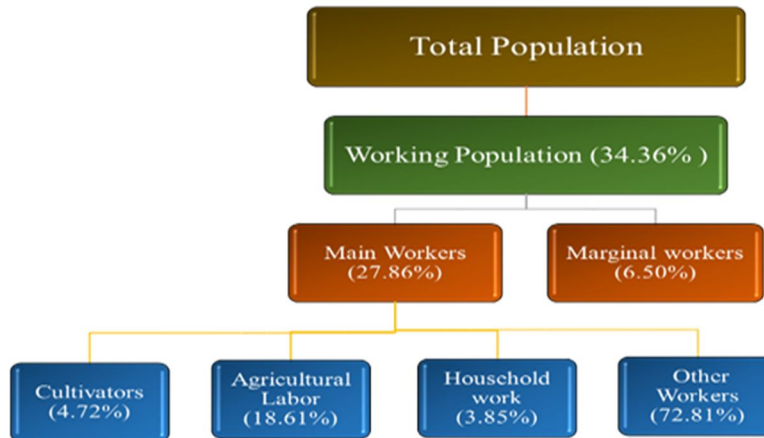 Total Population
Working Population (34.36% )
Main Workers
(27.86%)
Marginal workers
(6.50%)
Cultivators
(4.72%)
Agricultural
Labor
(18.61%)
Household
work
(3.85%)
Other
Workers
(72.81%)